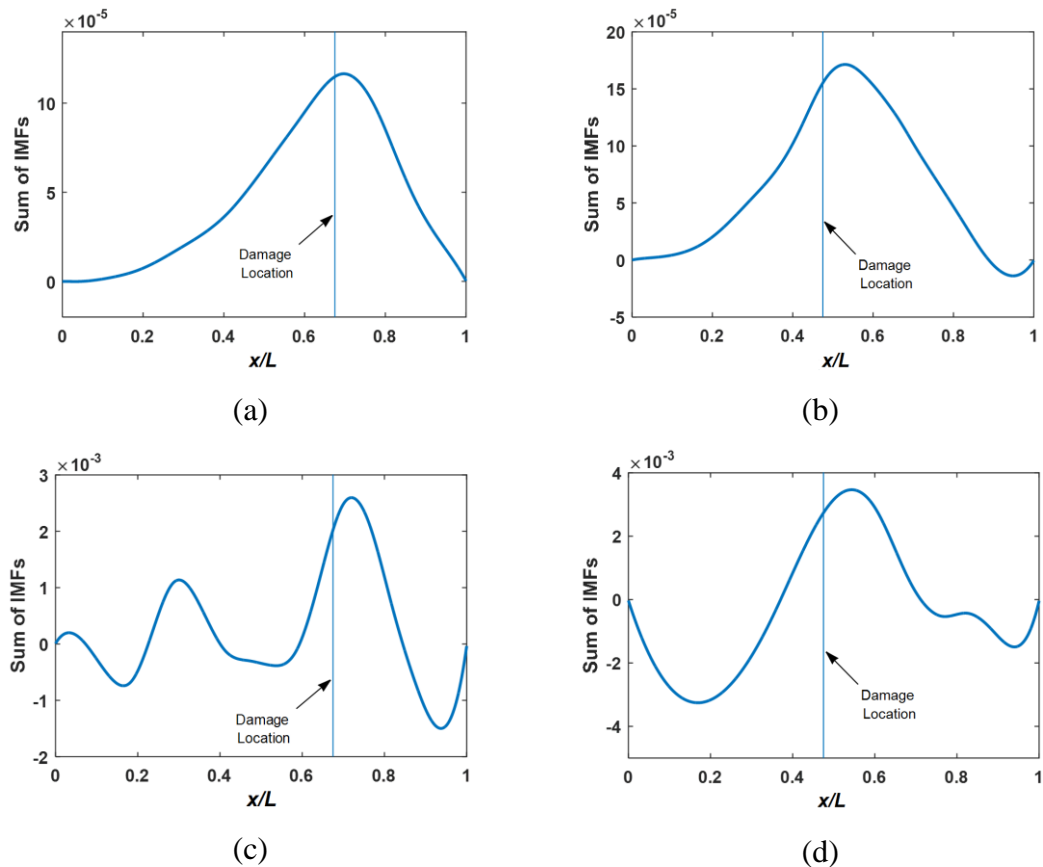 ×10⁻⁵
10
5
0
Sum of IMFs
Damage
Location
0 0.2 0.4 0.6 0.8 1
x/L
(a)
×10⁻⁵
20
15
10
5
0
-5
Sum of IMFs
Damage
Location
0 0.2 0.4 0.6 0.8 1
x/L
(b)
×10⁻³
3
2
1
0
-1
-2
Sum of IMFs
Damage
Location
0 0.2 0.4 0.6 0.8 1
x/L
(c)
×10⁻³
4
2
0
-2
-4
Sum of IMFs
Damage
Location
0 0.2 0.4 0.6 0.8 1
x/L
(d)